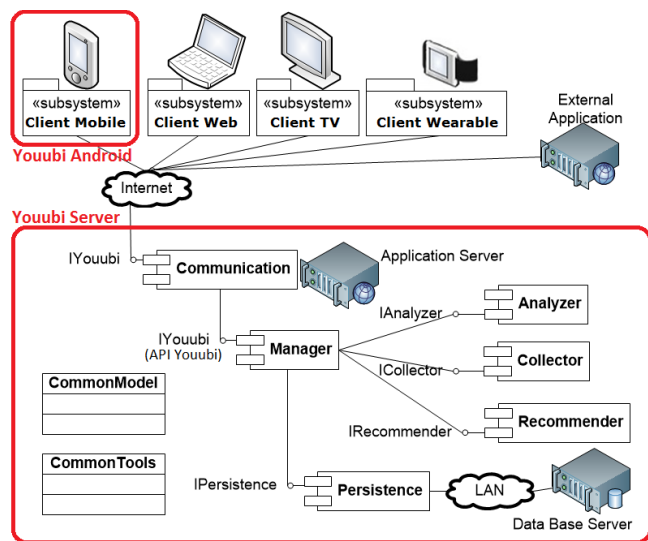 «subsystem» «subsystem» «subsystem» «subsystem»
Client Mobile Client Web Client TV Client Wearable
External
Application
Youubi Android
Internet
Youubi Server
IYoubi
Communication
Application Server
IAnalyzer
Analyzer
IYoubi
(API Youubi)
Manager
ICollector
Collector
CommonModel
IRecommender
Recommender
CommonTools
IPersistence
Persistence
LAN
Data Base Server